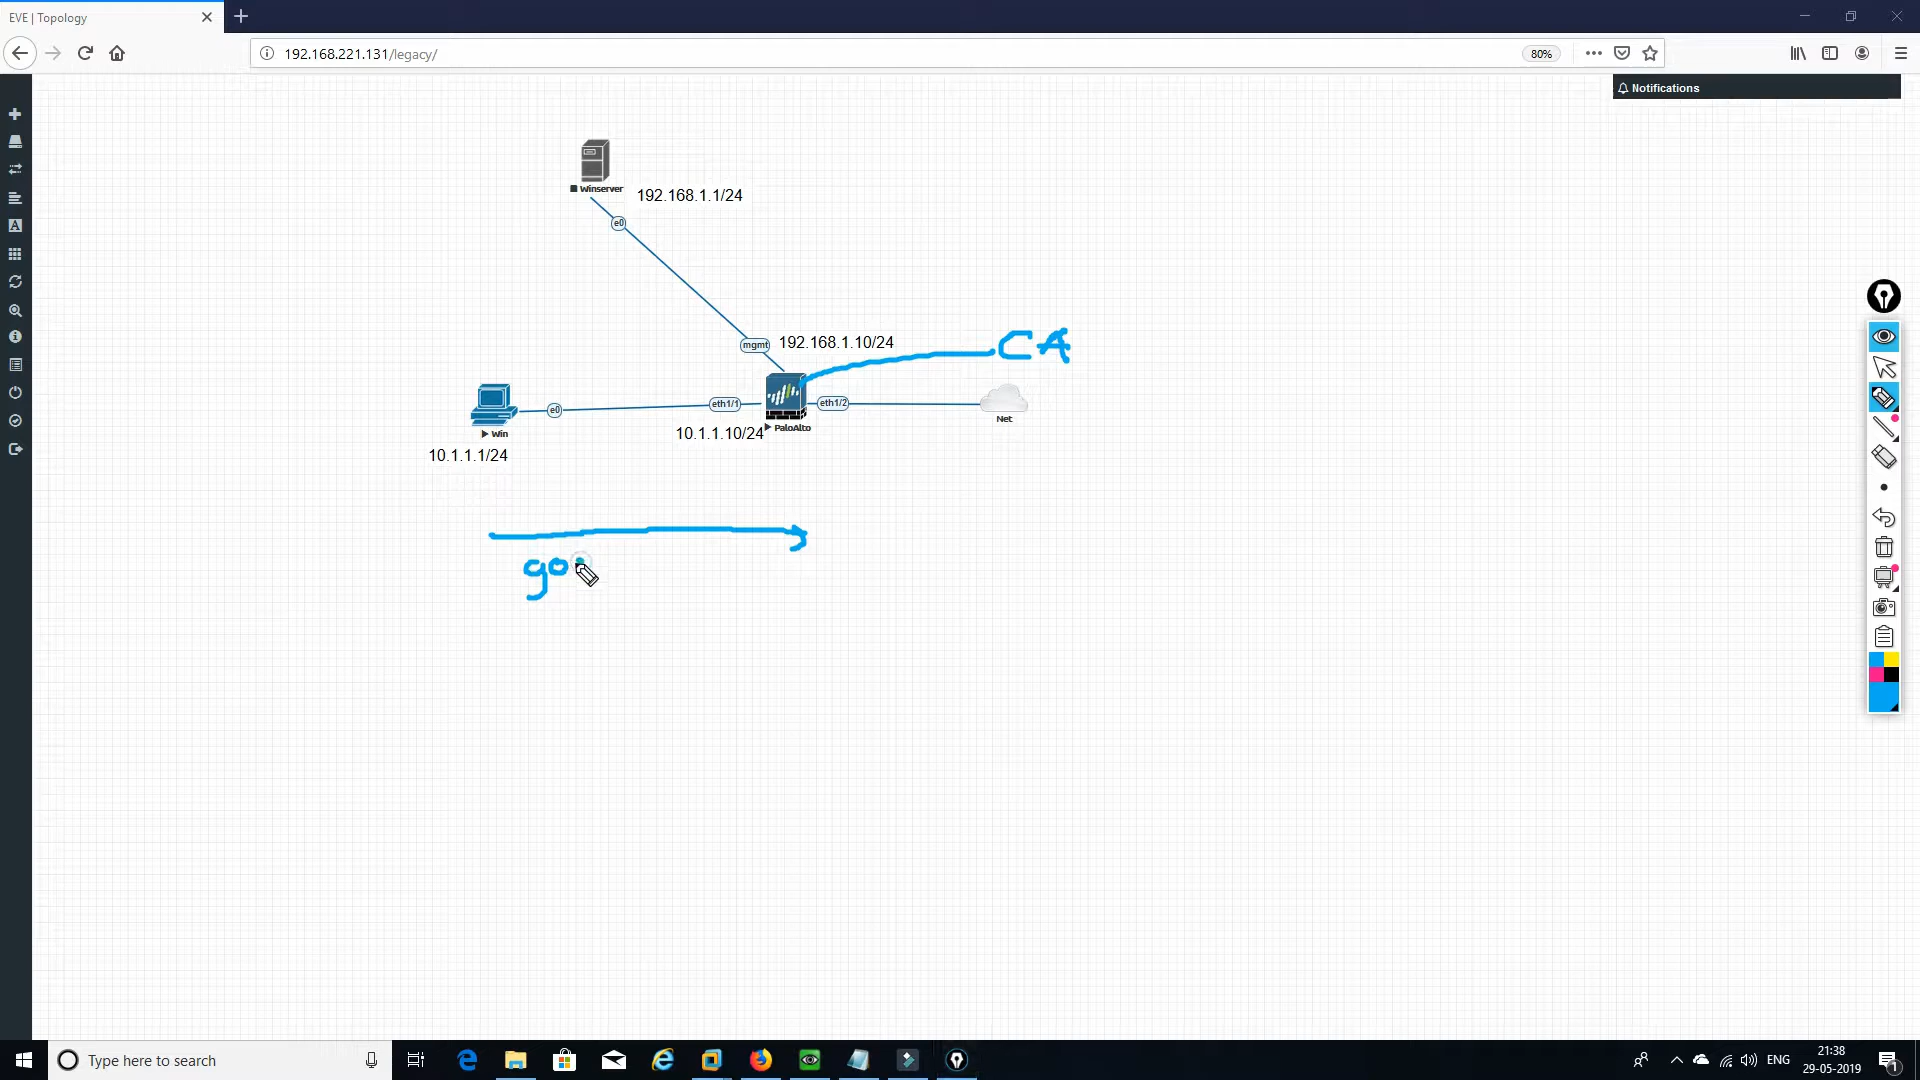 EVE | Topology
192.168.221.131/legacy/
80%
Notifications
Winserver
192.168.1.1/24
e0
mgmt
192.168.1.10/24
CA
e0
eth1/1
eth1/2
Net
Win
10.1.1.10/24
PaloAlto
10.1.1.1/24
go
Type here to search
ENG
21:38
29-05-2019
1